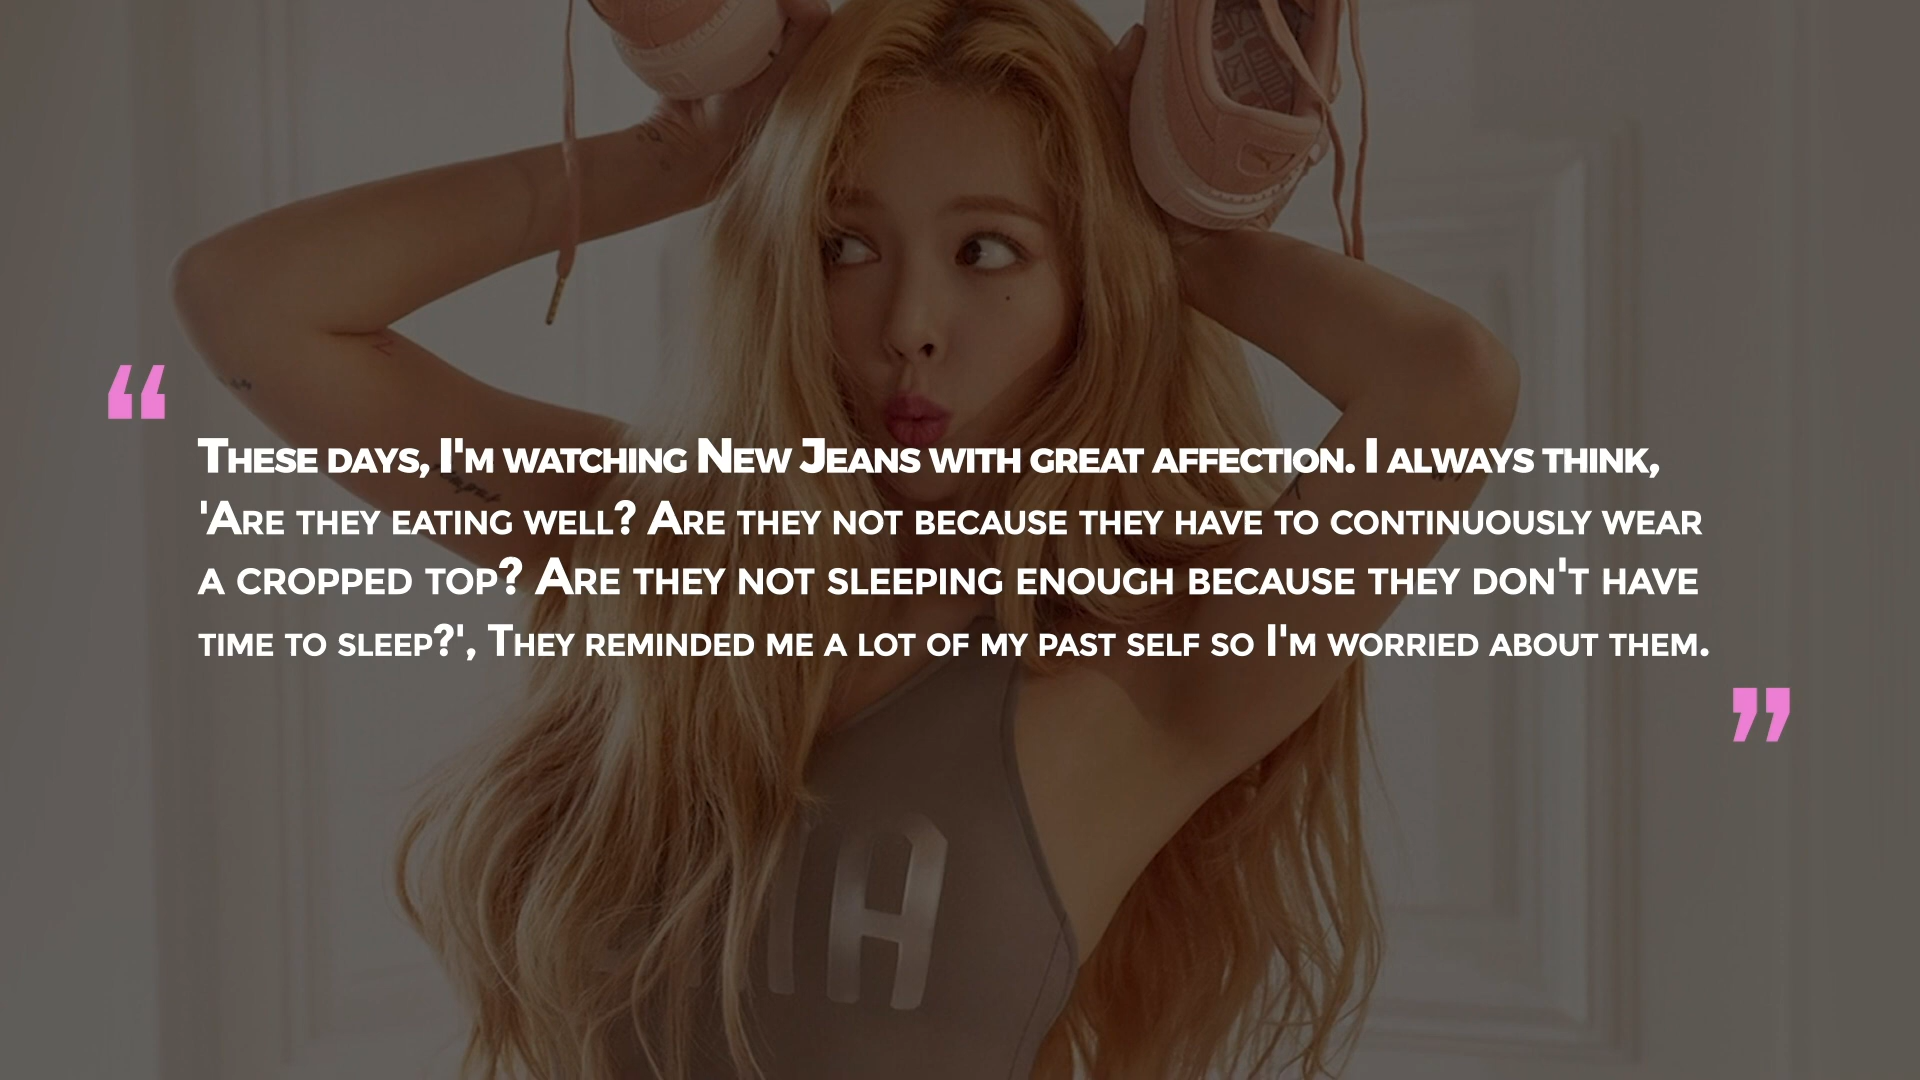 “
These days, I'm watching New Jeans with great affection. I always think,
'Are they eating well? Are they not because they have to continuously wear
a cropped top? Are they not sleeping enough because they don't have
time to sleep?', They reminded me a lot of my past self so I'm worried about them.
”